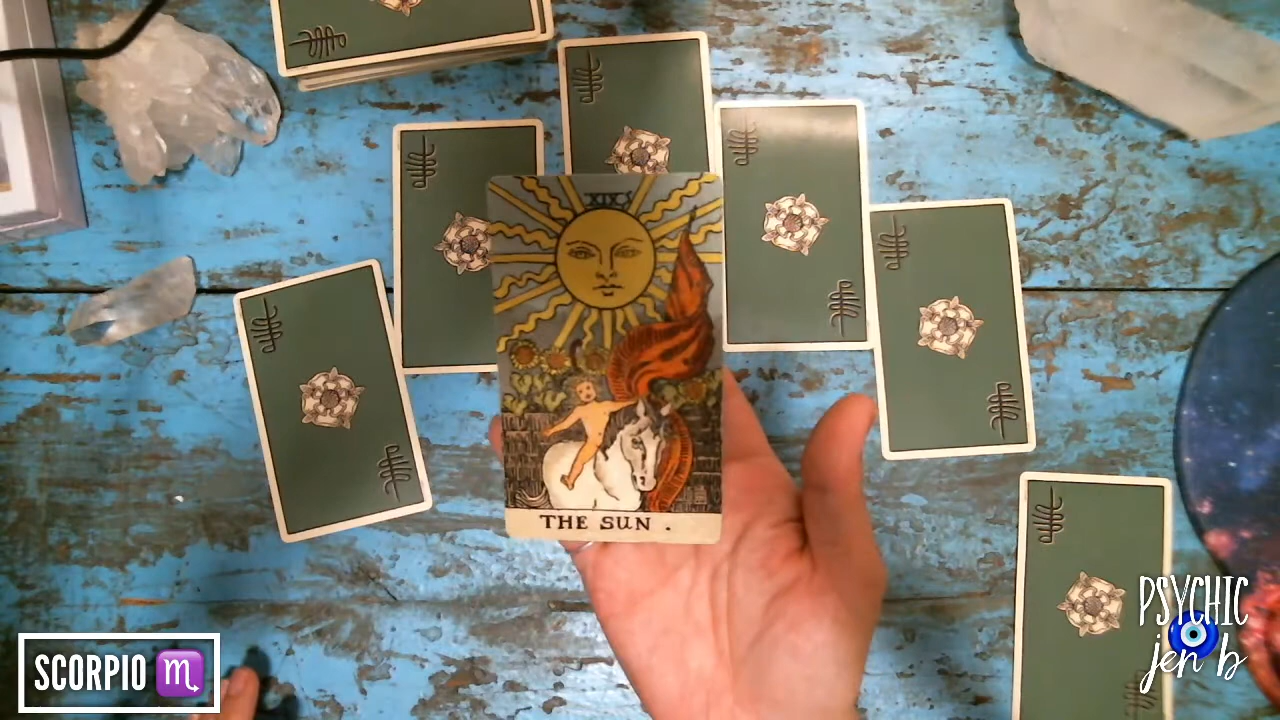 XIX
THE SUN .
SCORPIO ♏
PSYCHIC
jen b